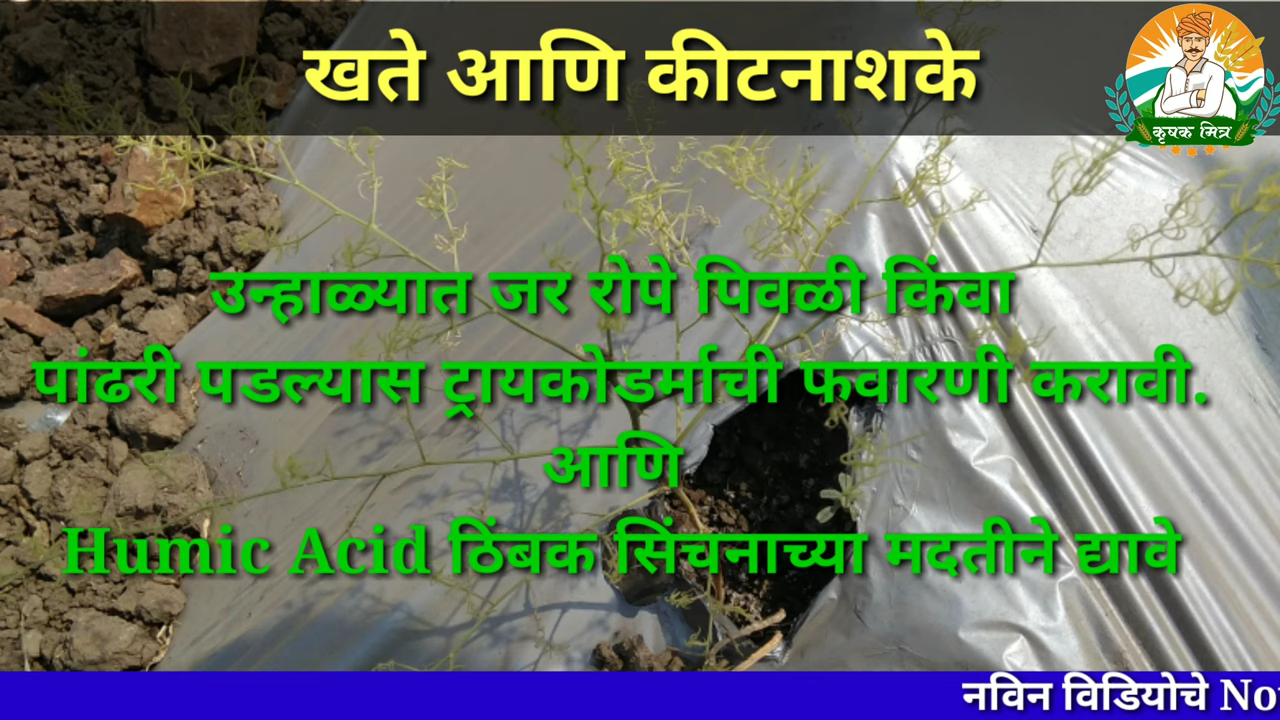 खते आणि कीटनाशके
कृषक मित्र
उन्हाळ्यात जर रोपे पिवळी किंवा
पांढरी पडल्यास ट्रायकोडर्माची फवारणी करावी.
आणि
Humic Acid ठिंबक सिंचनाच्या मदतीने द्यावे
नविन विडियोचे No